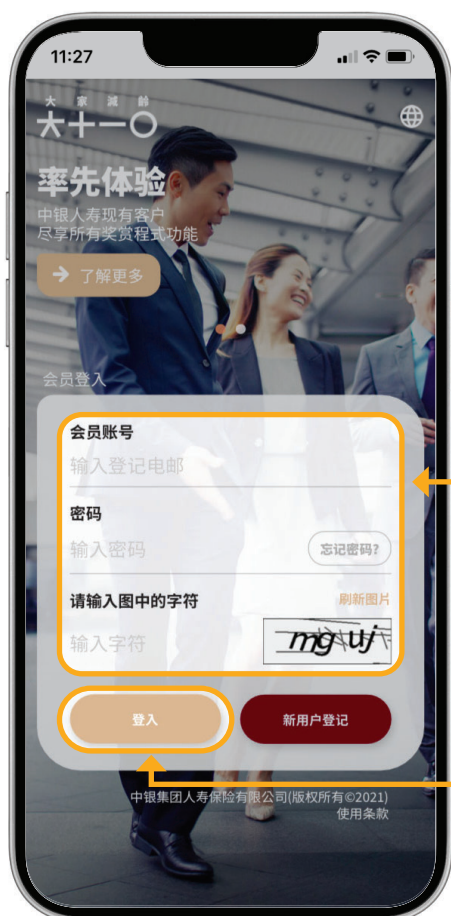 11:27
大家減齡
大十一〇
率先体验
中银人寿现有客户
尽享所有奖赏程式功能
→ 了解更多
会员登入
会员账号
输入登记电邮
密码
输入密码
忘记密码?
请输入图中的字符
刷新图片
输入字符
mguj
登入
新用户登记
中银集团人寿保险有限公司(版权所有©2021)
使用条款